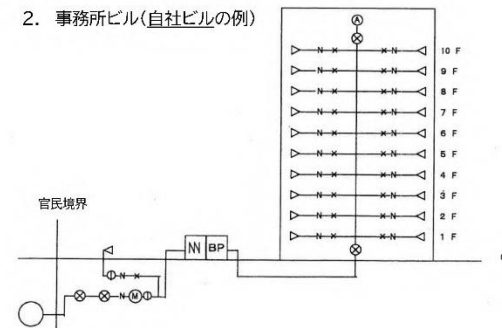 2. 事務所ビル(自社ビルの例)
A
N N 10 F
N N 9 F
N N 8 F
N N 7 F
N N 6 F
N N 5 F
N N 4 F
N N 3 F
N N 2 F
N N 1 F
官民境界
NN BP
N
N M